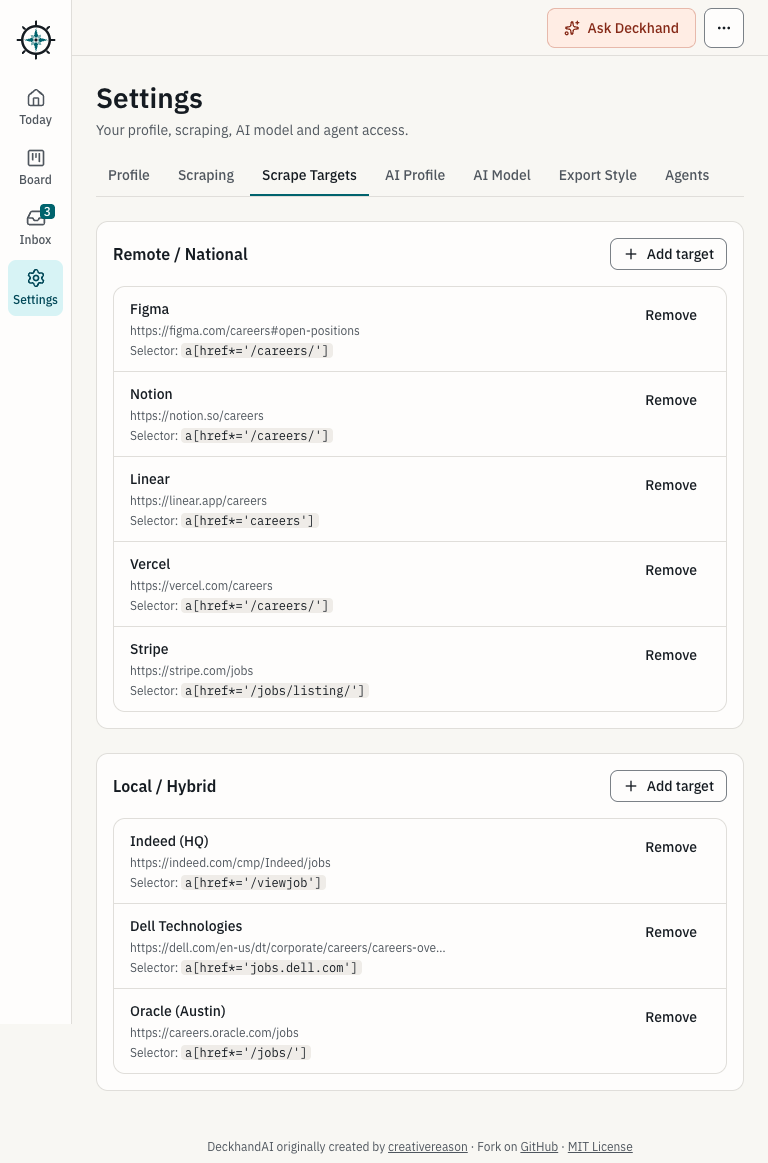 Ask Deckhand
Settings
Your profile, scraping, AI model and agent access.
Profile Scraping Scrape Targets AI Profile AI Model Export Style Agents
Today
Board
3
Inbox
Settings
Remote / National
Add target
Figma
Remove
https://figma.com/careers#open-positions
Selector: a[href*='/careers/']
Notion
Remove
https://notion.so/careers
Selector: a[href*='/careers/']
Linear
Remove
https://linear.app/careers
Selector: a[href*='careers']
Vercel
Remove
https://vercel.com/careers
Selector: a[href*='/careers/']
Stripe
Remove
https://stripe.com/jobs
Selector: a[href*='/jobs/listing/']
Local / Hybrid
Add target
Indeed (HQ)
Remove
https://indeed.com/cmp/Indeed/jobs
Selector: a[href*='/viewjob']
Dell Technologies
Remove
https://dell.com/en-us/dt/corporate/careers/careers-ove...
Selector: a[href*='jobs.dell.com']
Oracle (Austin)
Remove
https://careers.oracle.com/jobs
Selector: a[href*='/jobs/']
DeckhandAI originally created by creativereason · Fork on GitHub · MIT License